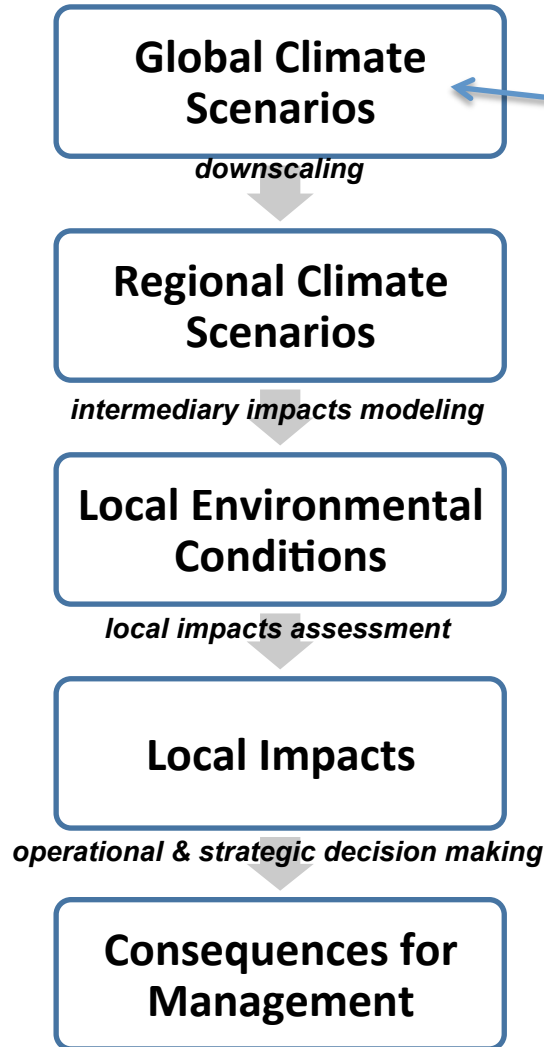 Global Climate
Scenarios
downscaling
Regional Climate
Scenarios
intermediary impacts modeling
Local Environmental
Conditions
local impacts assessment
Local Impacts
operational & strategic decision making
Consequences for
Management